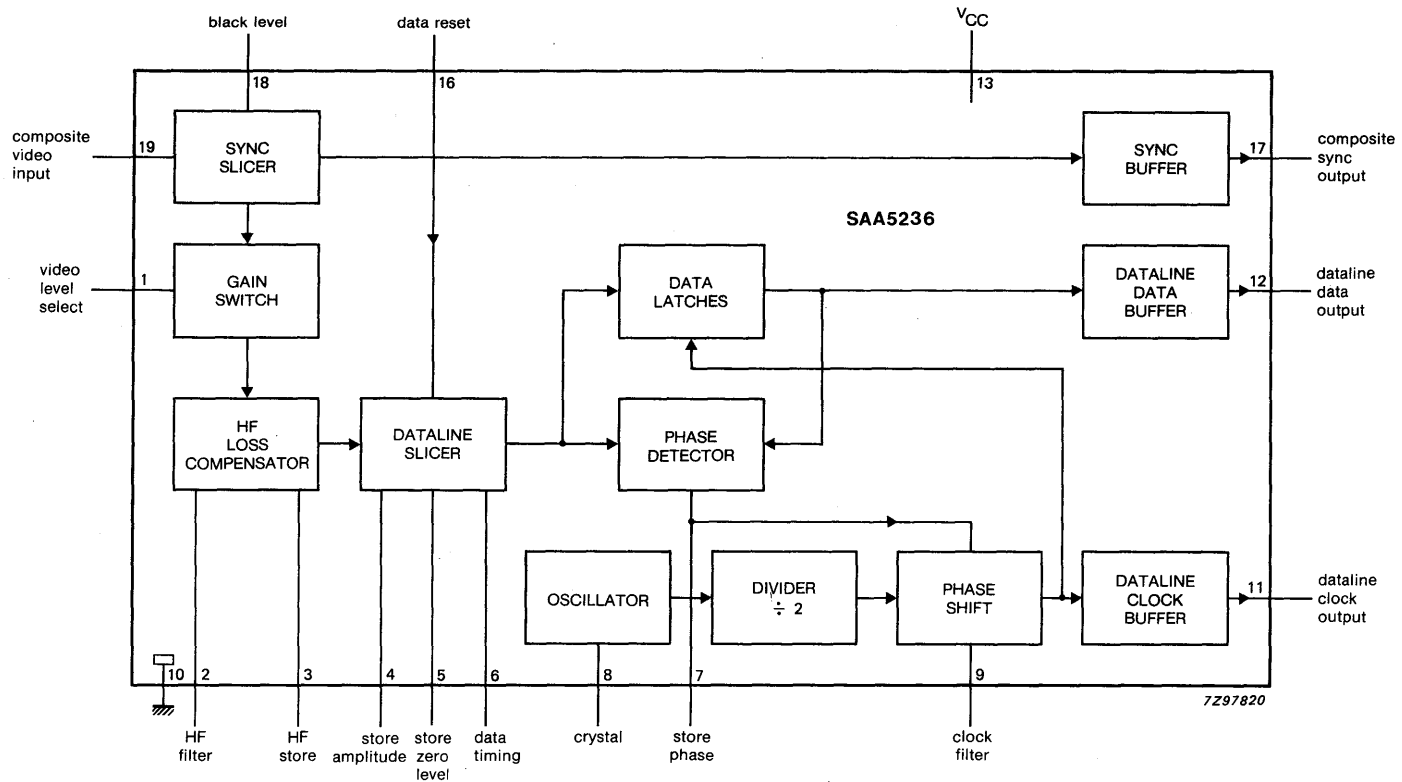 black level
data reset
VCC
18
16
13
composite
video
input
19
SYNC
SLICER
SYNC
BUFFER
17
composite
sync
output
SAA5236
video
level
select
1
GAIN
SWITCH
DATA
LATCHES
DATALINE
DATA
BUFFER
12
dataline
data
output
HF
LOSS
COMPENSATOR
DATALINE
SLICER
PHASE
DETECTOR
OSCILLATOR
DIVIDER
÷ 2
PHASE
SHIFT
DATALINE
CLOCK
BUFFER
11
dataline
clock
output
10
2
3
4
5
6
8
7
9
7Z97820
HF
filter
HF
store
store
amplitude
store
zero
level
data
timing
crystal
store
phase
clock
filter